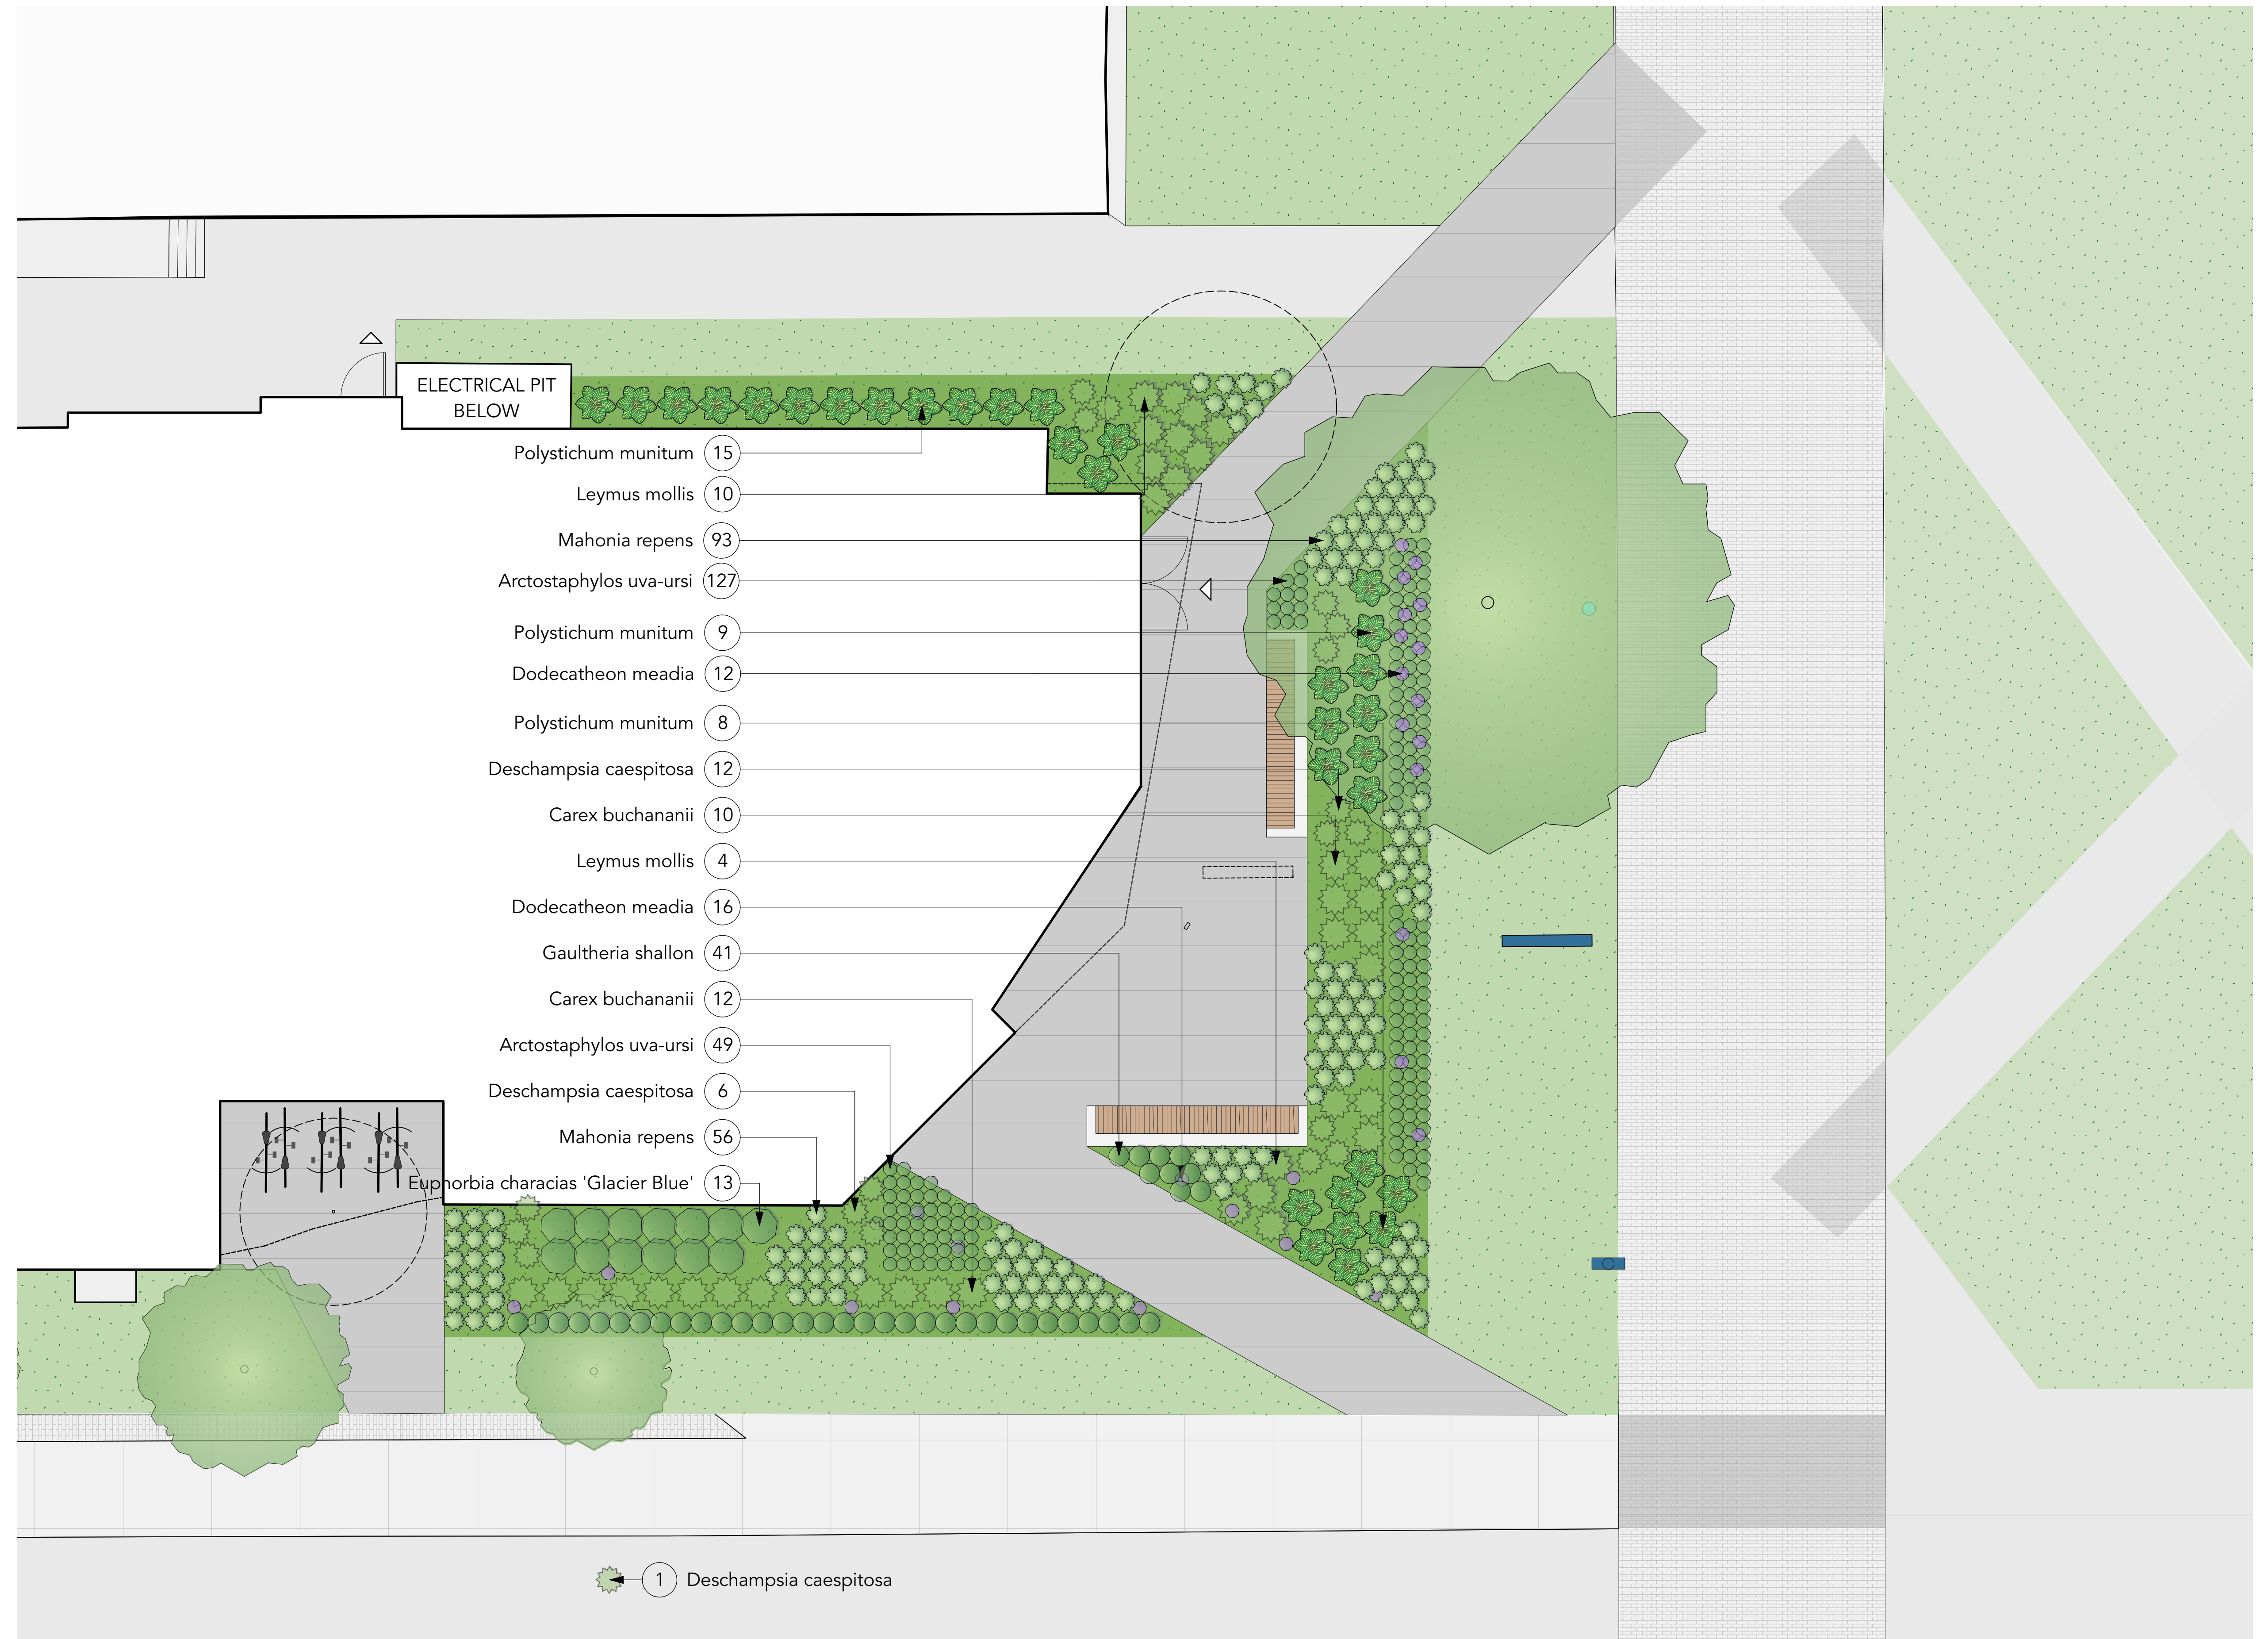 ELECTRICAL PIT
BELOW
Polystichum munitum 15
Leymus mollis 10
Mahonia repens 93
Arctostaphylos uva-ursi 127
Polystichum munitum 9
Dodecatheon meadia 12
Polystichum munitum 8
Deschampsia caespitosa 12
Carex buchananii 10
Leymus mollis 4
Dodecatheon meadia 16
Gaultheria shallon 41
Carex buchananii 12
Arctostaphylos uva-ursi 49
Deschampsia caespitosa 6
Mahonia repens 56
Euphorbia characias 'Glacier Blue' 13
1 Deschampsia caespitosa